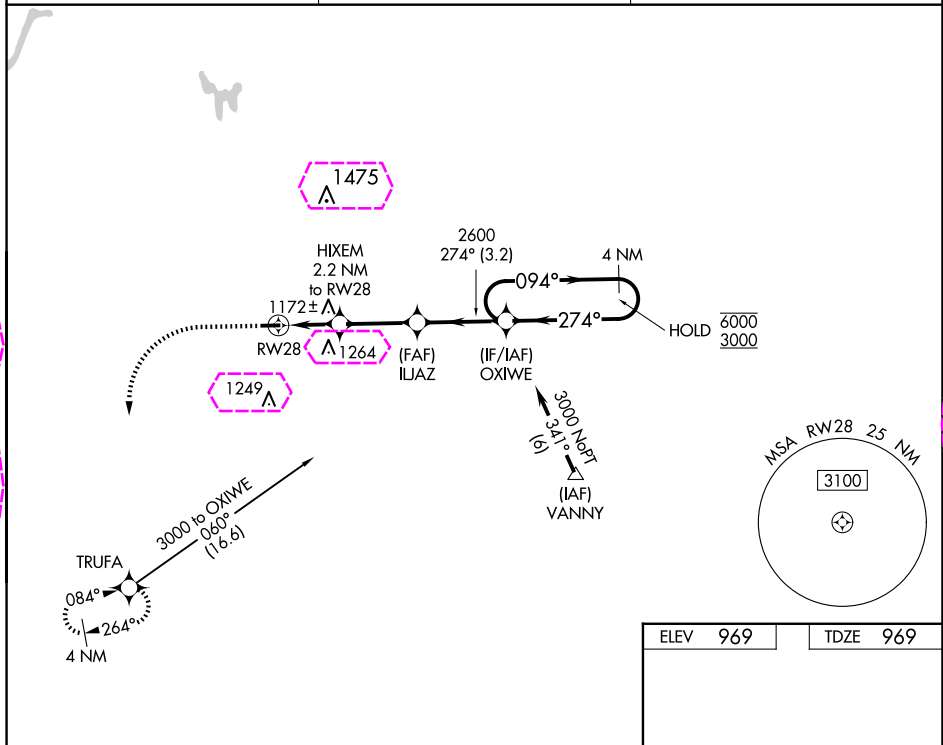 1475
2600
274° (3.2)
4 NM
HIXEM
2.2 NM
to RW28
094°
1172±
274°
HOLD
6000
3000
RW28
1264
(FAF)
ILJAZ
(IF/IAF)
OXIWE
1249
3000 NoPT
341°
(6)
(IAF)
VANNY
MSA RW28 25 NM
3100
3000 to OXIWE
060°
(16.6)
TRUFA
084°
264°
4 NM
ELEV 969
TDZE 969